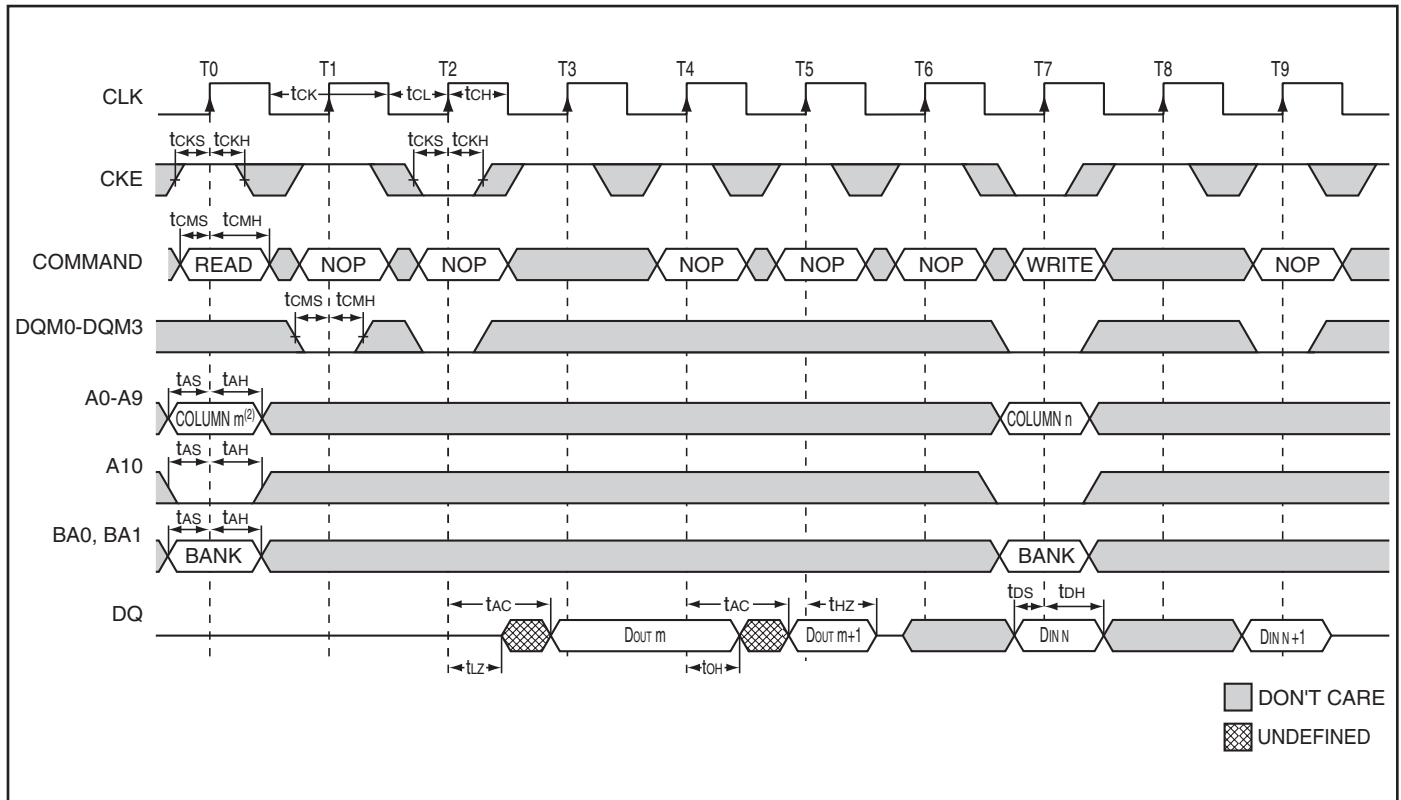 T0 T1 T2 T3 T4 T5 T6 T7 T8 T9
CLK tCK tCL tCH
tCKS tCKH tCKS tCKH
CKE
tCMS tCMH
COMMAND READ NOP NOP NOP NOP NOP WRITE NOP
tCMS tCMH
DQM0-DQM3
tAS tAH
A0-A9 COLUMN m(2) COLUMN n
tAS tAH
A10
tAS tAH
BA0, BA1 BANK BANK
tAC tAC tHZ tDS tDH
DQ DOUT m DOUT m+1 DIN N DIN N+1
tLZ tOH
DON'T CARE
UNDEFINED